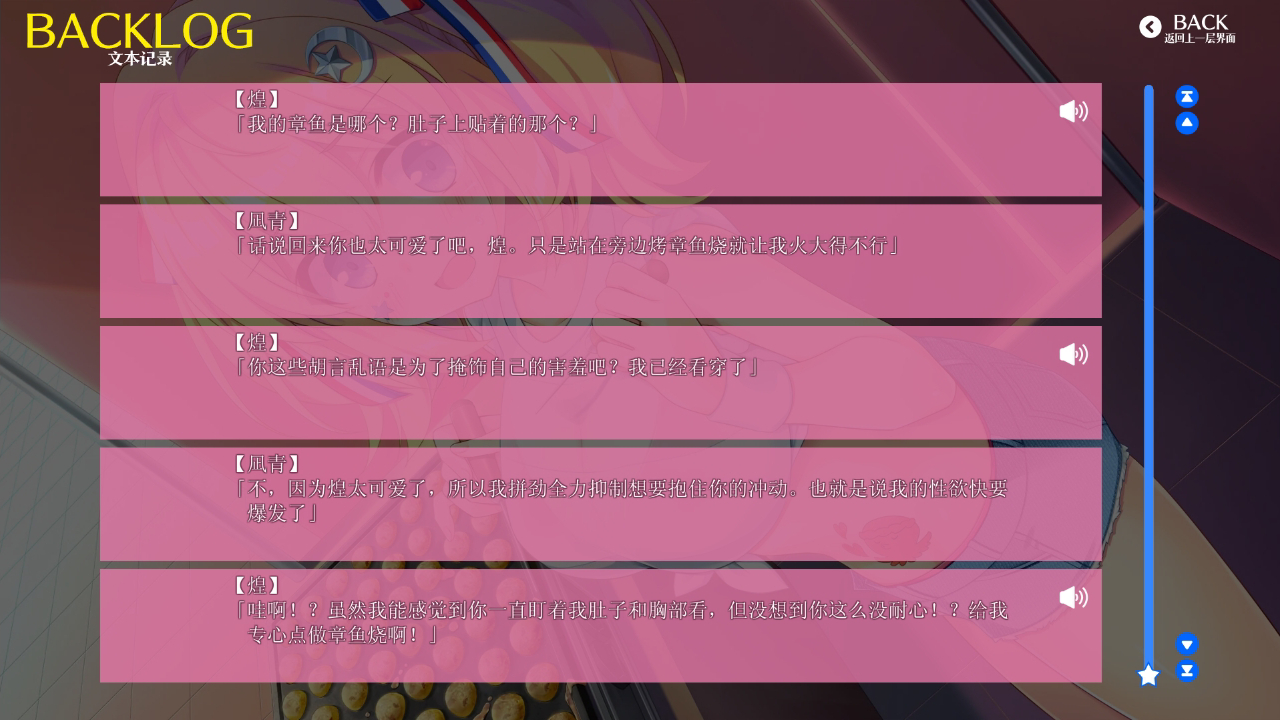 BACKLOG
文本记录
BACK
返回上一层界面
【煌】
「我的章鱼是哪个？肚子上贴着的那个？」
【凪青】
「话说回来你也太可爱了吧，煌。只是站在旁边烤章鱼烧就让我火大得不行」
【煌】
「你这些胡言乱语是为了掩饰自己的害羞吧？我已经看穿了」
【凪青】
「不，因为煌太可爱了，所以我拼劲全力抑制想要抱住你的冲动。也就是说我的性欲快要
爆发了」
【煌】
「哇啊！？虽然我能感觉到你一直盯着我肚子和胸部看，但没想到你这么没耐心！？给我
专心点做章鱼烧啊！」